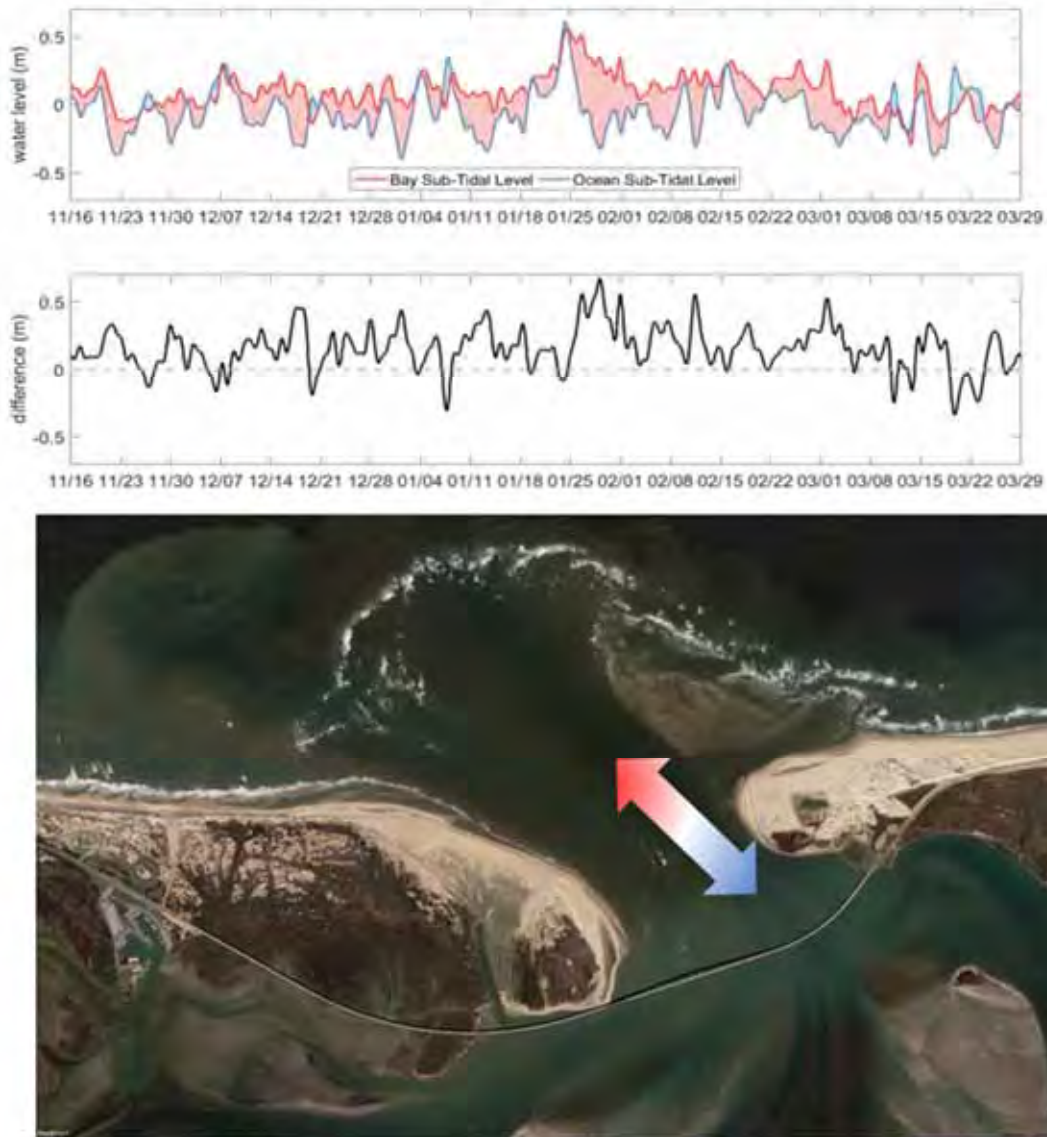 water level (m)
0.5
0
-0.5
Bay Sub-Tidal Level Ocean Sub-Tidal Level
11/16 11/23 11/30 12/07 12/14 12/21 12/28 01/04 01/11 01/18 01/25 02/01 02/08 02/15 02/22 03/01 03/08 03/15 03/22 03/29
difference (m)
0.5
0
-0.5
11/16 11/23 11/30 12/07 12/14 12/21 12/28 01/04 01/11 01/18 01/25 02/01 02/08 02/15 02/22 03/01 03/08 03/15 03/22 03/29